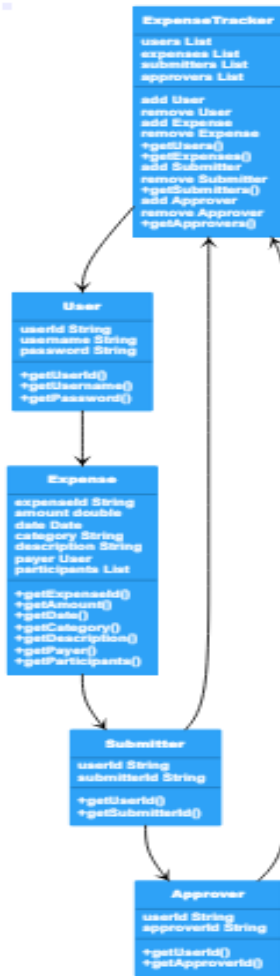 ExpenseTracker
users List
expenses List
submitters List
approvers List
add User
remove User
add Expense
remove Expense
+getUsers()
+getExpenses()
add Submitter
remove Submitter
+getSubmitters()
add Approver
remove Approver
+getApprovers()
User
userId String
username String
password String
+getUserId()
+getUsername()
+getPassword()
Expense
expenseId String
amount double
date Date
category String
description String
payer User
participants List
+getExpenseId()
+getAmount()
+getDate()
+getCategory()
+getDescription()
+getPayer()
+getParticipants()
Submitter
userId String
submitterId String
+getUserId()
+getSubmitterId()
Approver
userId String
approverId String
+getUserId()
+getApproverId()